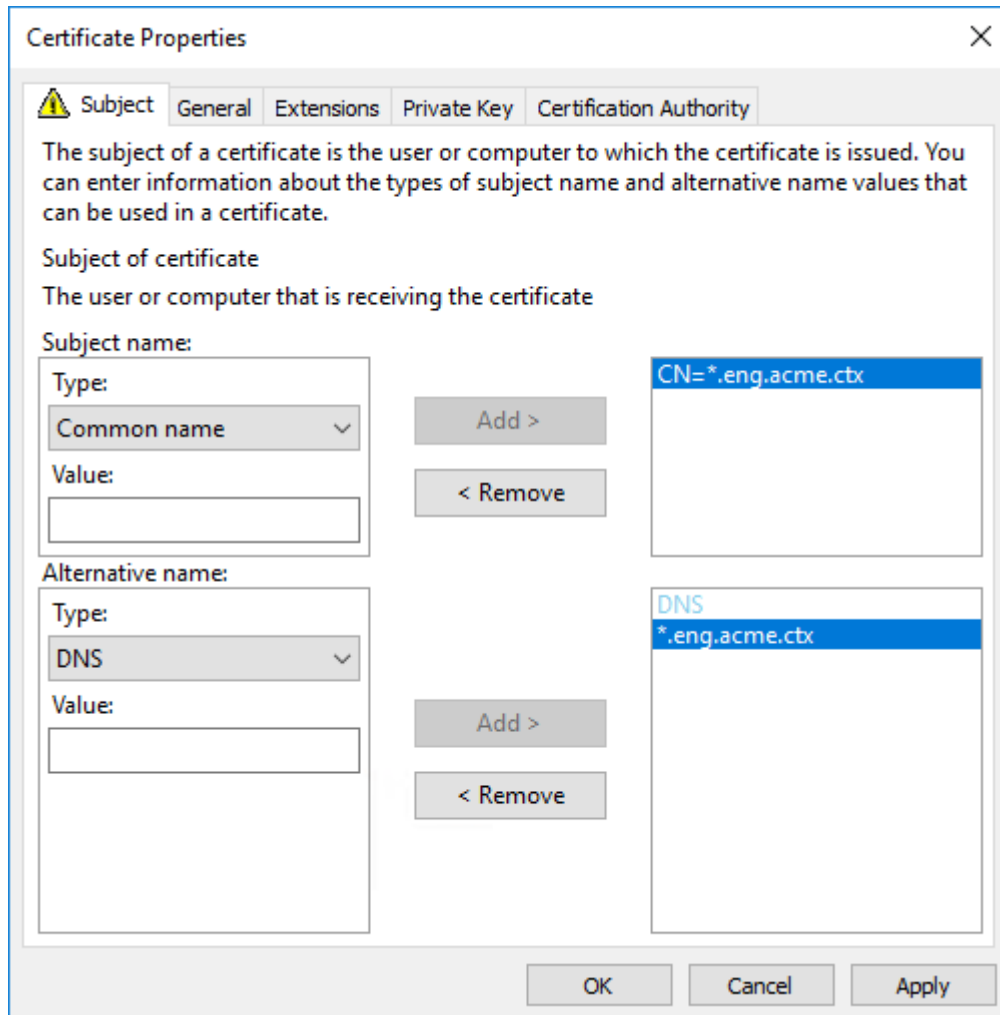 Certificate Properties
Subject General Extensions Private Key Certification Authority
The subject of a certificate is the user or computer to which the certificate is issued. You
can enter information about the types of subject name and alternative name values that
can be used in a certificate.
Subject of certificate
The user or computer that is receiving the certificate
Subject name:
Type:
Common name
Value:
Add >
< Remove
CN=*.eng.acme.ctx
Alternative name:
Type:
DNS
Value:
Add >
< Remove
DNS
*.eng.acme.ctx
OK Cancel Apply